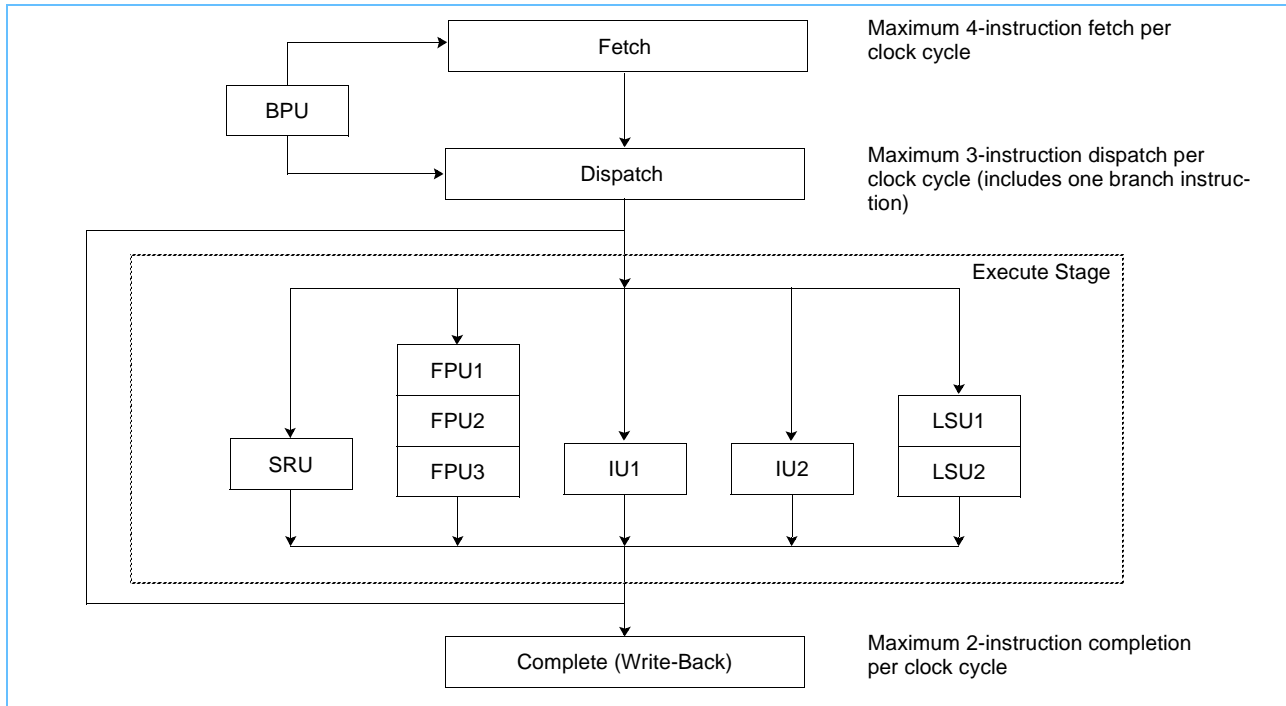 Fetch
Maximum 4-instruction fetch per
clock cycle
BPU
Dispatch
Maximum 3-instruction dispatch per
clock cycle (includes one branch instruc-
tion)
Execute Stage
FPU1
FPU2
FPU3
SRU
IU1
IU2
LSU1
LSU2
Complete (Write-Back)
Maximum 2-instruction completion
per clock cycle